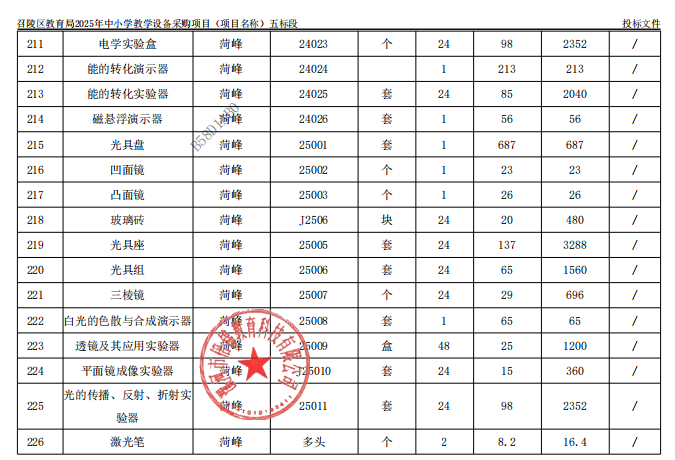 召陵区教育局2025年中小学教学设备采购项目（项目名称）五标段 投标文件
211 电学实验盒 菏峰 24023 个 24 98 2352 /
212 能的转化演示器 菏峰 24024 1 213 213 /
213 能的转化实验器 菏峰 24025 套 24 85 2040 /
214 磁悬浮演示器 菏峰 24026 套 1 56 56 /
215 光具盘 菏峰 25001 套 1 687 687 /
216 凹面镜 菏峰 25002 个 1 23 23 /
217 凸面镜 菏峰 25003 个 1 26 26 /
218 玻璃砖 菏峰 J2506 块 24 20 480 /
219 光具座 菏峰 25005 套 24 137 3288 /
220 光具组 菏峰 25006 套 24 65 1560 /
221 三棱镜 菏峰 25007 个 24 29 696 /
222 白光的色散与合成演示器 菏峰 25008 套 1 65 65 /
223 透镜及其应用实验器 菏峰 25009 盒 48 25 1200 /
224 平面镜成像实验器 菏峰 J25010 套 24 15 360 /
225 光的传播、反射、折射实
验器 菏峰 25011 套 24 98 2352 /
226 激光笔 菏峰 多头 个 2 8.2 16.4 /